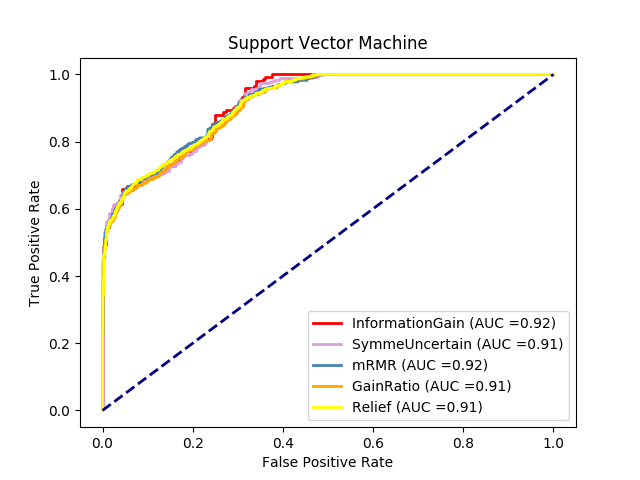 Support Vector Machine
True Positive Rate
1.0
0.8
0.6
0.4
0.2
0.0
InformationGain (AUC =0.92)
SymmeUncertain (AUC =0.91)
mRMR (AUC =0.92)
GainRatio (AUC =0.91)
Relief (AUC =0.91)
0.0 0.2 0.4 0.6 0.8 1.0
False Positive Rate